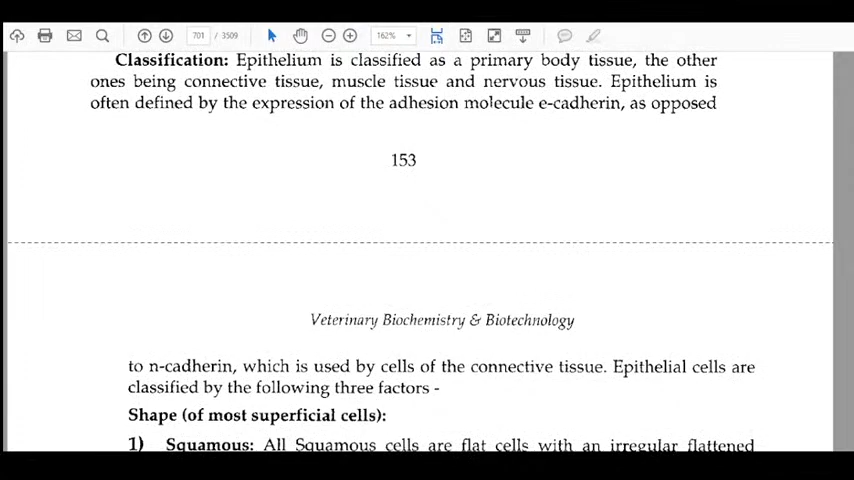 701 / 3509
162%
Classification: Epithelium is classified as a primary body tissue, the other
ones being connective tissue, muscle tissue and nervous tissue. Epithelium is
often defined by the expression of the adhesion molecule e-cadherin, as opposed
153
Veterinary Biochemistry & Biotechnology
to n-cadherin, which is used by cells of the connective tissue. Epithelial cells are
classified by the following three factors -
Shape (of most superficial cells):
1) Squamous: All Squamous cells are flat cells with an irregular flattened